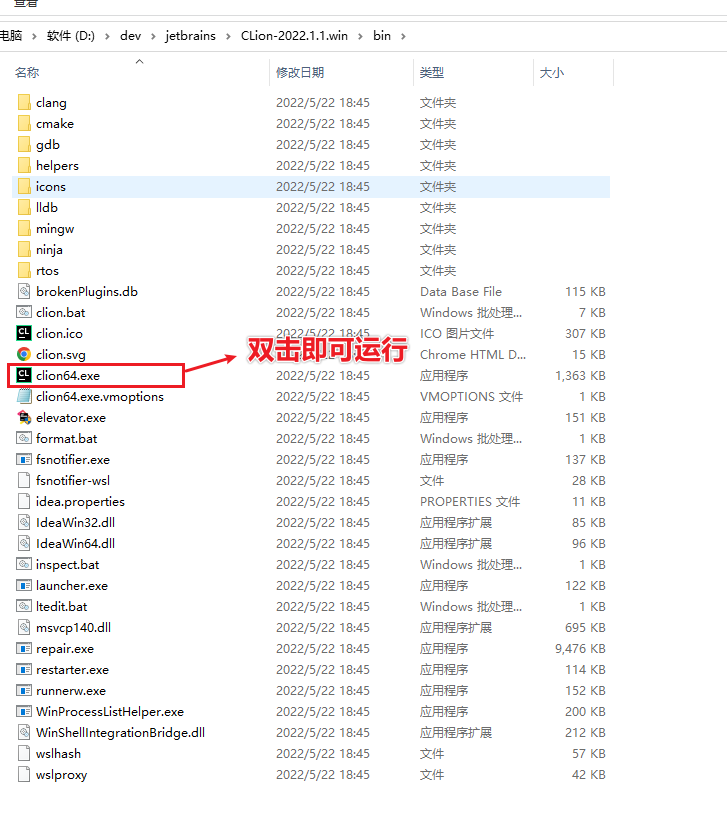 查看
电脑 > 软件 (D:) > dev > jetbrains > CLion-2022.1.1.win > bin >
名称 修改日期 类型 大小
clang 2022/5/22 18:45 文件夹
cmake 2022/5/22 18:45 文件夹
gdb 2022/5/22 18:45 文件夹
helpers 2022/5/22 18:45 文件夹
icons 2022/5/22 18:45 文件夹
lldb 2022/5/22 18:45 文件夹
mingw 2022/5/22 18:45 文件夹
ninja 2022/5/22 18:45 文件夹
rtos 2022/5/22 18:45 文件夹
brokenPlugins.db 2022/5/22 18:45 Data Base File 115 KB
clion.bat 2022/5/22 18:45 Windows 批处理... 7 KB
clion.ico 2022/5/22 18:45 ICO 图片文件 307 KB
clion.svg 2022/5/22 18:45 Chrome HTML D... 15 KB
双击即可运行
clion64.exe 2022/5/22 18:45 应用程序 1,363 KB
clion64.exe.vmoptions 2022/5/22 18:45 VMOPTIONS 文件 1 KB
elevator.exe 2022/5/22 18:45 应用程序 151 KB
format.bat 2022/5/22 18:45 Windows 批处理... 1 KB
fsnotifier.exe 2022/5/22 18:45 应用程序 137 KB
fsnotifier-wsl 2022/5/22 18:45 文件 28 KB
idea.properties 2022/5/22 18:45 PROPERTIES 文件 11 KB
IdeaWin32.dll 2022/5/22 18:45 应用程序扩展 85 KB
IdeaWin64.dll 2022/5/22 18:45 应用程序扩展 96 KB
inspect.bat 2022/5/22 18:45 Windows 批处理... 1 KB
launcher.exe 2022/5/22 18:45 应用程序 122 KB
ltedit.bat 2022/5/22 18:45 Windows 批处理... 1 KB
msvcp140.dll 2022/5/22 18:45 应用程序扩展 695 KB
repair.exe 2022/5/22 18:45 应用程序 9,476 KB
restarter.exe 2022/5/22 18:45 应用程序 114 KB
runnerw.exe 2022/5/22 18:45 应用程序 152 KB
WinProcessListHelper.exe 2022/5/22 18:45 应用程序 200 KB
WinShellIntegrationBridge.dll 2022/5/22 18:45 应用程序扩展 212 KB
wslhash 2022/5/22 18:45 文件 57 KB
wslproxy 2022/5/22 18:45 文件 42 KB